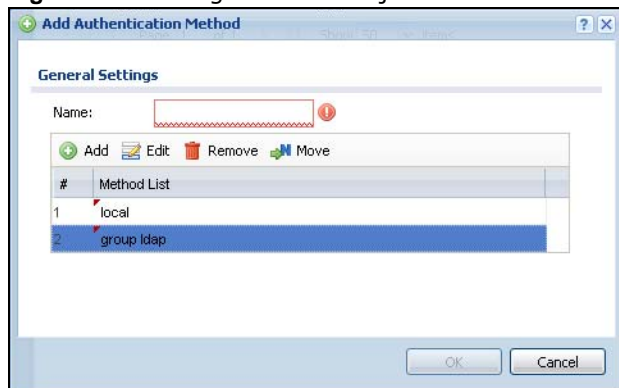 Add Authentication Method
? X
General Settings
Name:
!
Add Edit Remove N Move
# Method List
1 local
2 group ldap
OK Cancel